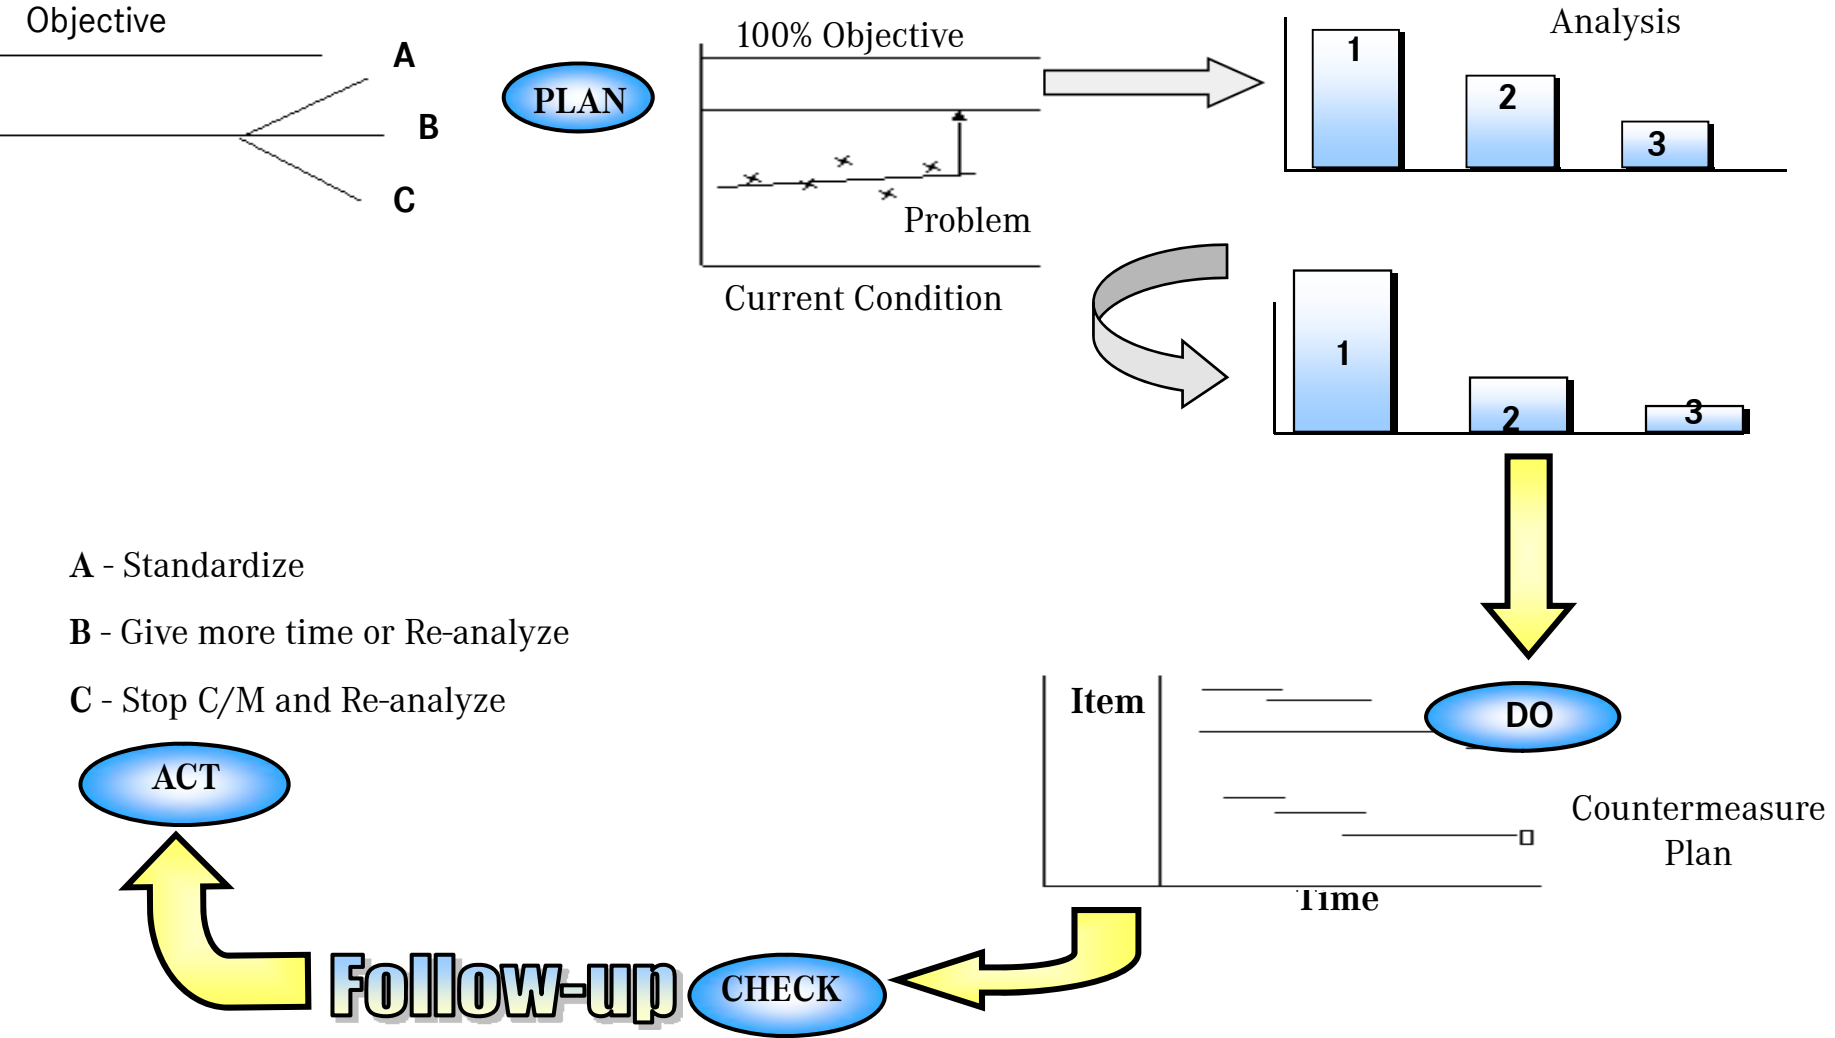 Objective
A
B
C
PLAN
100% Objective
Problem
Current Condition
Analysis
1
2
3
1
2
3
A - Standardize
B - Give more time or Re-analyze
C - Stop C/M and Re-analyze
ACT
Item
DO
Countermeasure
Plan
Time
Follow-up
CHECK